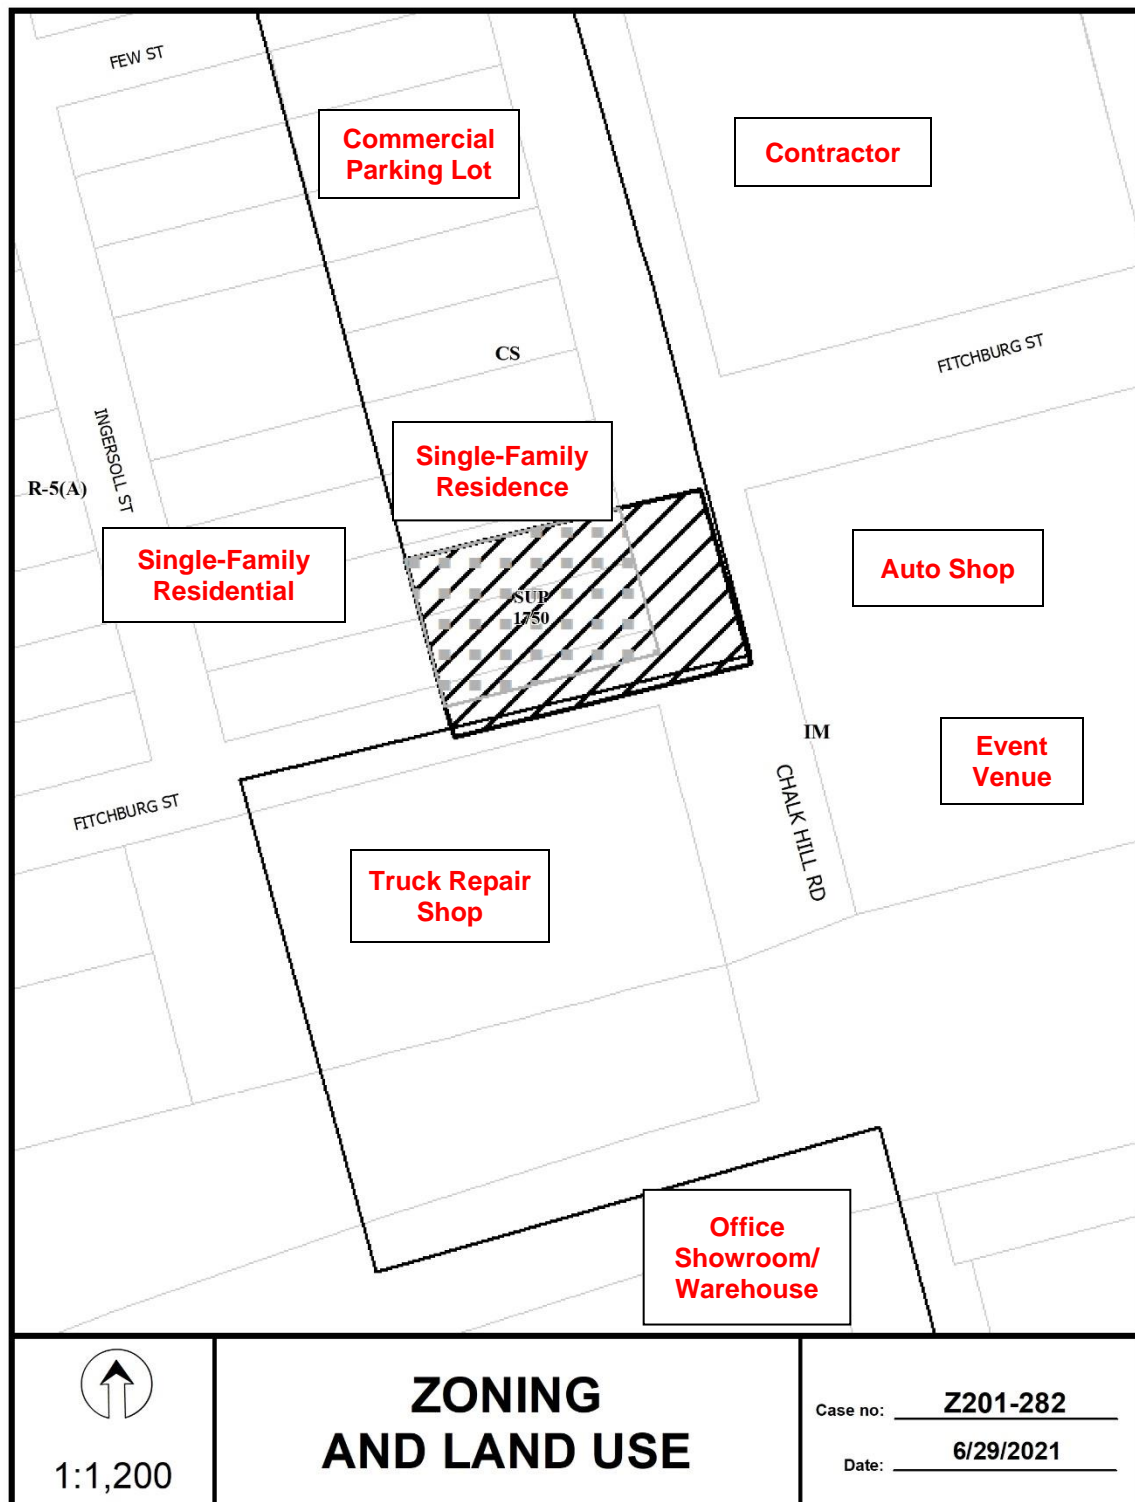 FEW ST
Commercial
Parking Lot
Contractor
FITCHBURG ST
CS
INGERSOLL ST
R-5(A)
Single-Family
Residence
Single-Family
Residential
SUP
1750
Auto Shop
IM
Event
Venue
CHALK HILL RD
FITCHBURG ST
Truck Repair
Shop
Office
Showroom/
Warehouse
1:1,200
ZONING
AND LAND USE
Case no: Z201-282
Date: 6/29/2021